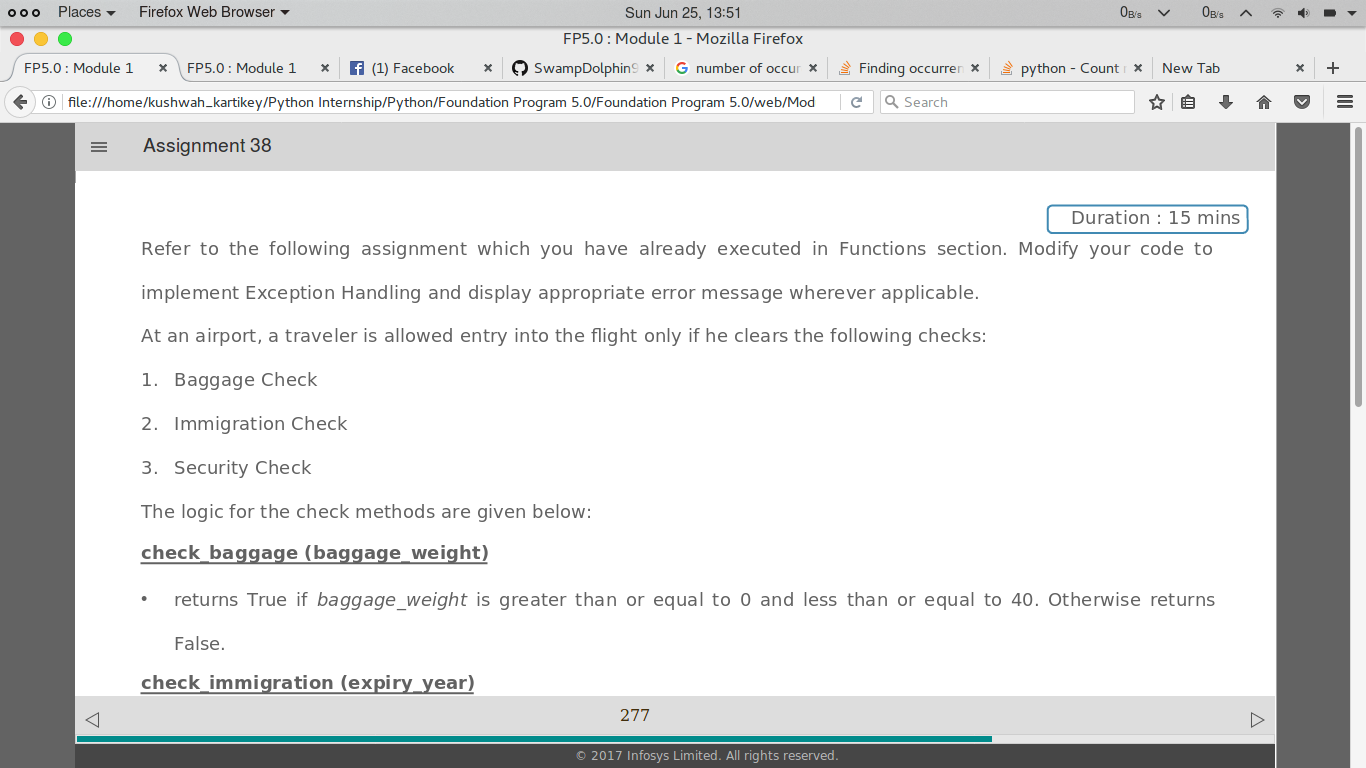 Places
Firefox Web Browser
Sun Jun 25, 13:51
0B/s
0B/s
FP5.0 : Module 1 - Mozilla Firefox
FP5.0 : Module 1
FP5.0 : Module 1
(1) Facebook
SwampDolphin9
number of occur
Finding occurren
python - Count
New Tab
file:///home/kushwah_kartikey/Python Internship/Python/Foundation Program 5.0/Foundation Program 5.0/web/Mod
Search
Assignment 38
Duration : 15 mins
Refer to the following assignment which you have already executed in Functions section. Modify your code to
implement Exception Handling and display appropriate error message wherever applicable.
At an airport, a traveler is allowed entry into the flight only if he clears the following checks:
1. Baggage Check
2. Immigration Check
3. Security Check
The logic for the check methods are given below:
check_baggage (baggage_weight)
• returns True if baggage_weight is greater than or equal to 0 and less than or equal to 40. Otherwise returns
False.
check_immigration (expiry_year)
277
© 2017 Infosys Limited. All rights reserved.